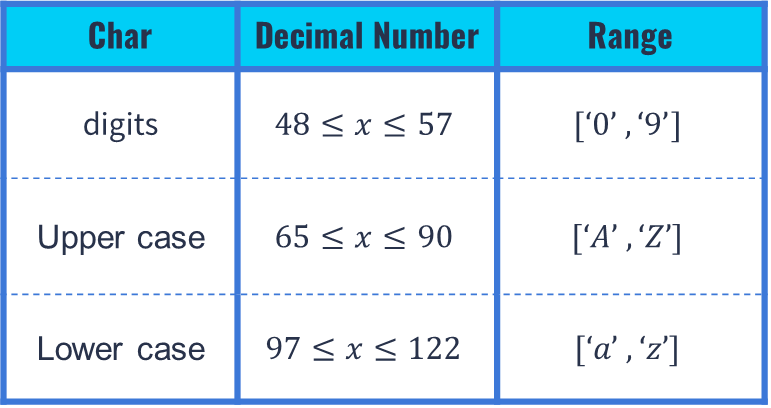 Char Decimal Number Range
digits 48 ≤ x ≤ 57 [‘0’ , ‘9’]
Upper case 65 ≤ x ≤ 90 [‘A’ , ‘Z’]
Lower case 97 ≤ x ≤ 122 [‘a’ , ‘z’]